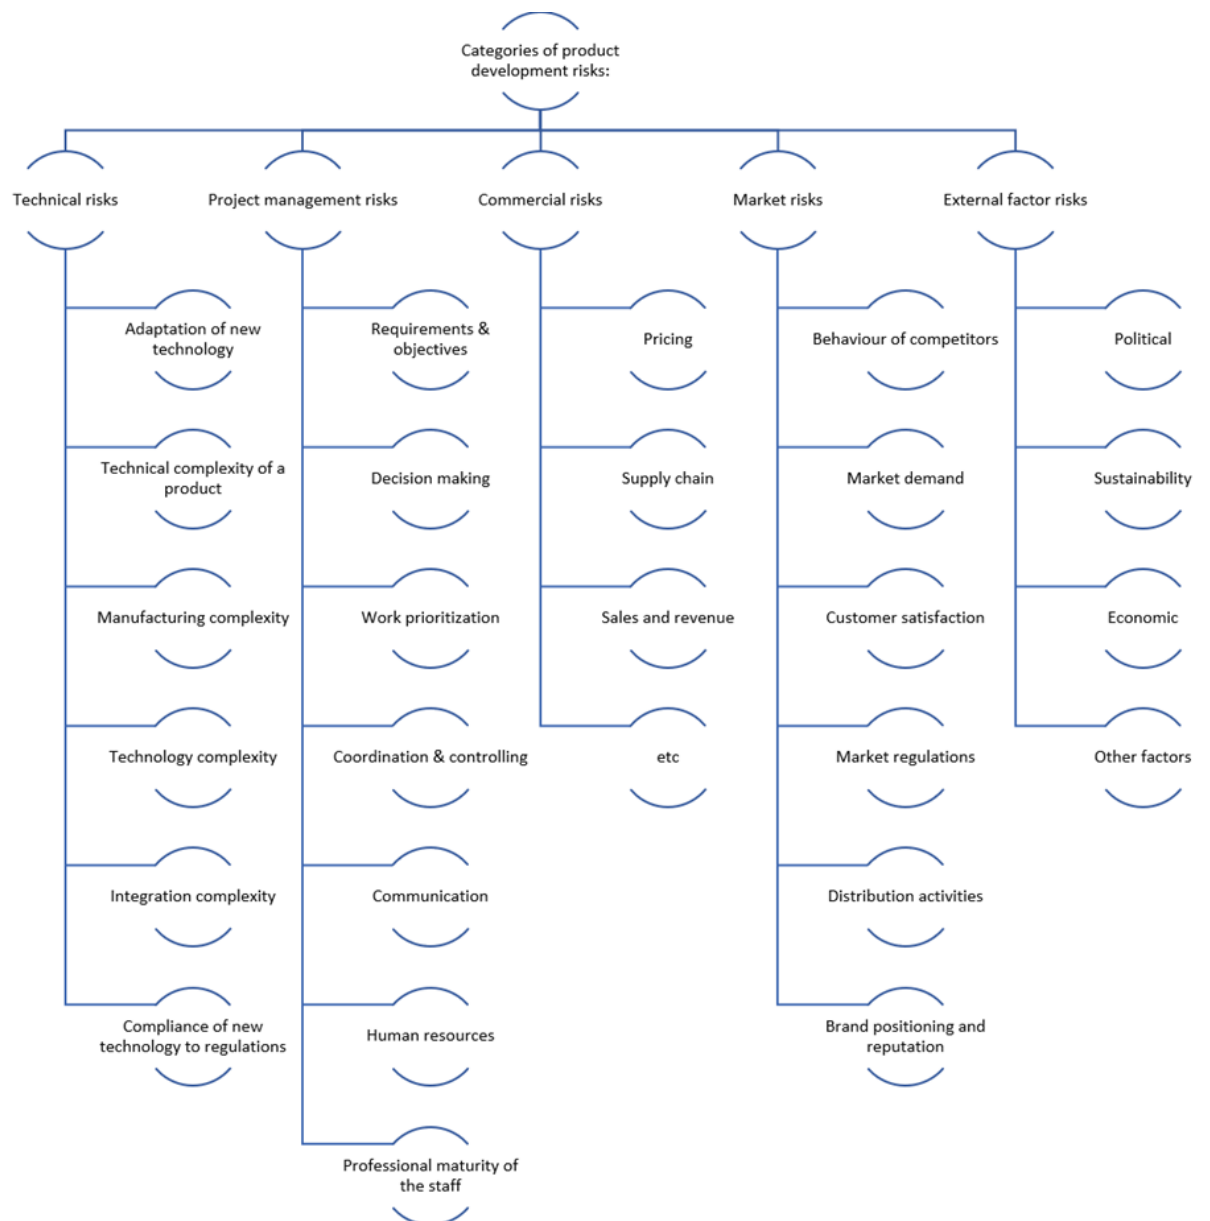 Categories of product
development risks:
Technical risks
Project management risks
Commercial risks
Market risks
External factor risks
Adaptation of new
technology
Technical complexity of a
product
Manufacturing complexity
Technology complexity
Integration complexity
Compliance of new
technology to regulations
Requirements &
objectives
Decision making
Work prioritization
Coordination & controlling
Communication
Human resources
Professional maturity of
the staff
Pricing
Supply chain
Sales and revenue
etc
Behaviour of competitors
Market demand
Customer satisfaction
Market regulations
Distribution activities
Brand positioning and
reputation
Political
Sustainability
Economic
Other factors